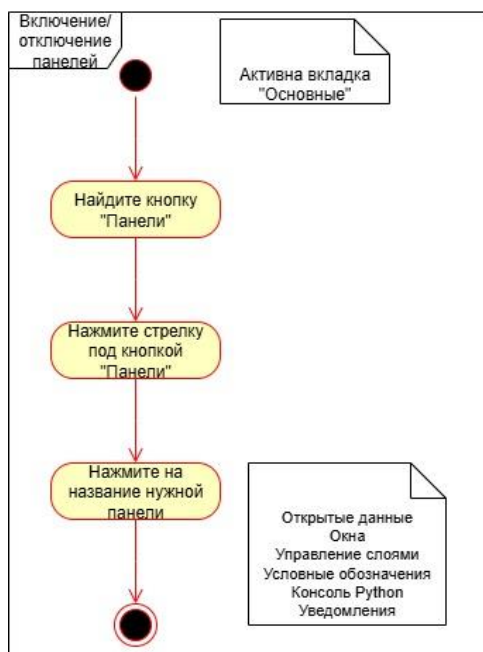 Включение/
отключение
панелей
Активна вкладка
"Основные"
Найдите кнопку
"Панели"
Нажмите стрелку
под кнопкой
"Панели"
Нажмите на
название нужной
панели
Открытые данные
Окна
Управление слоями
Условные обозначения
Консоль Python
Уведомления